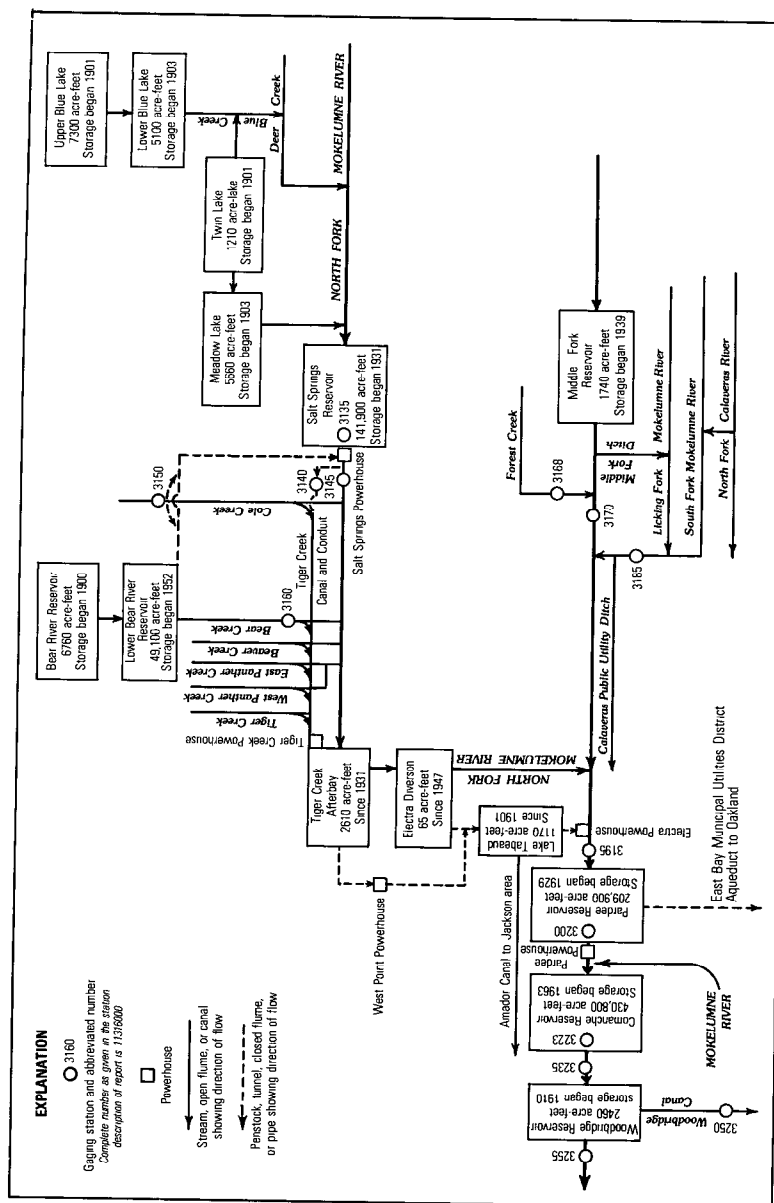 Upper Blue Lake
7300 acre-feet
Storage began 1901
Lower Blue Lake
5100 acre-feet
Storage began 1903
Blue
Creek
Deer
Creek
Twin Lake
1210 acre-lake
Storage began 1901
Meadow Lake
5660 acre-feet
Storage began 1903
NORTH FORK
MOKELUMNE RIVER
Salt Springs
Reservoir
3135
141,900 acre-feet
Storage began 1931
3140
3145
Salt Springs Powerhouse
3150
Cole Creek
Bear River Reservoir
6760 acre-feet
Storage began 1900
Lower Bear River
Reservoir
49,100 acre-feet
Storage began 1952
3160
Bear Creek
Beaver Creek
East Panther Creek
West Panther Creek
Tiger Creek
Tiger Creek
Canal and Conduit
Tiger Creek Powerhouse
Tiger Creek
Afterbay
2610 acre-feet
Since 1931
Electra Diverson
65 acre-feet
Since 1947
NORTH FORK
MOKELUMNE RIVER
West Point Powerhouse
Lake Tabeaud
1170 acre-feet
Since 1901
Electra Powerhouse
Amador Canal to Jackson area
Middle Fork
Reservoir
1740 acre-feet
Storage began 1939
Forest Creek
3168
3170
Middle
Fork
Ditch
Licking Fork
Mokelumne River
South Fork Mokelumne River
North Fork
Calaveras River
3185
Calaveras Public Utility Ditch
3195
Pardee Reservoir
209,900 acre-feet
Storage began 1929
3200
East Bay Municipal Utilities District
Aqueduct to Oakland
Pardee
Powerhouse
MOKELUMNE
RIVER
Comanche Reservoir
430,800 acre-feet
Storage began 1963
3223
3235
Woodbridge Reservoir
2460 acre-feet
storage began 1910
Woodbridge
Canal
3250
3255
EXPLANATION
3160
Gaging station and abbreviated number
Complete number as given in the station
description of report is 11316000
Powerhouse
Stream, open flume, or canal
showing direction of flow
Penstock, tunnel, closed flume,
or pipe showing direction of flow